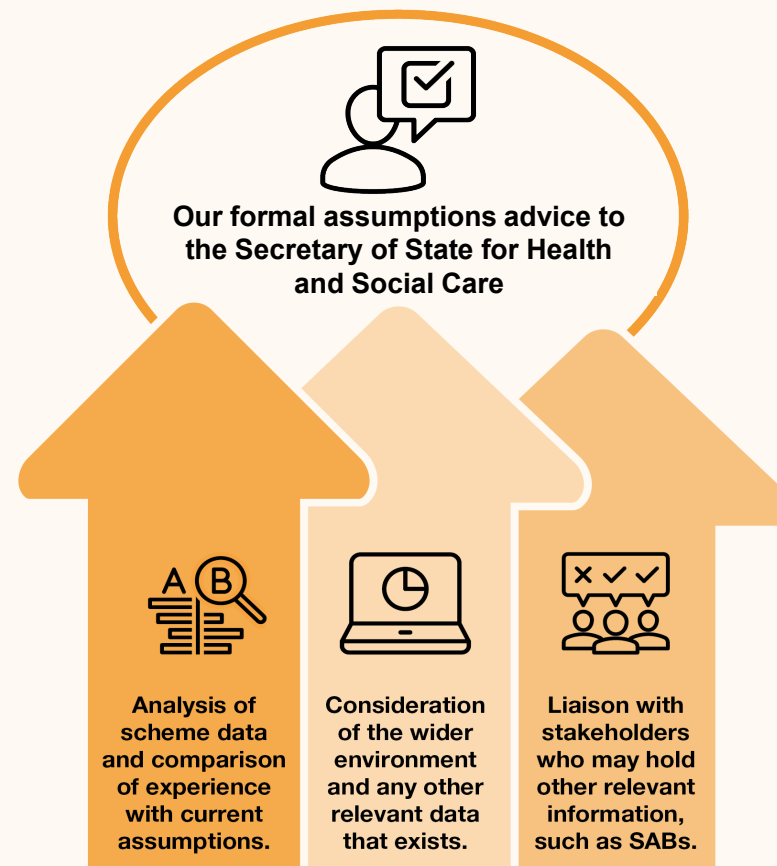 Our formal assumptions advice to
the Secretary of State for Health
and Social Care
A B
Analysis of
scheme data
and comparison
of experience
with current
assumptions.
Consideration
of the wider
environment
and any other
relevant data
that exists.
Liaison with
stakeholders
who may hold
other relevant
information,
such as SABs.